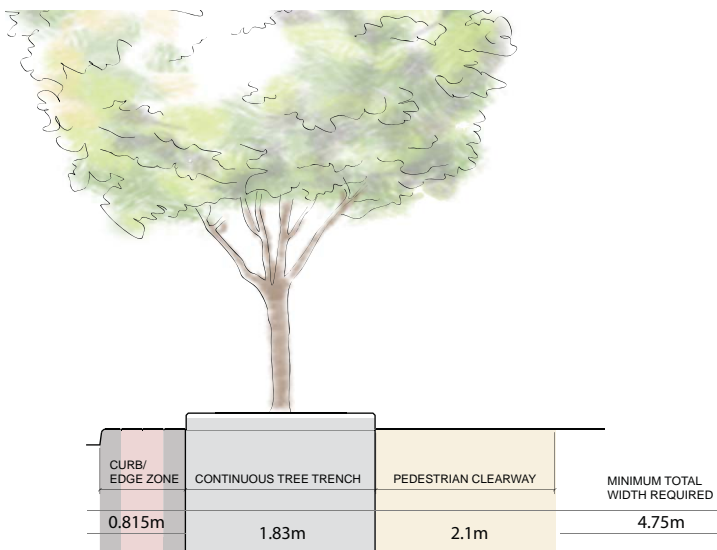 CURB/
EDGE ZONE
CONTINUOUS TREE TRENCH
PEDESTRIAN CLEARWAY
MINIMUM TOTAL
WIDTH REQUIRED
0.815m
1.83m
2.1m
4.75m